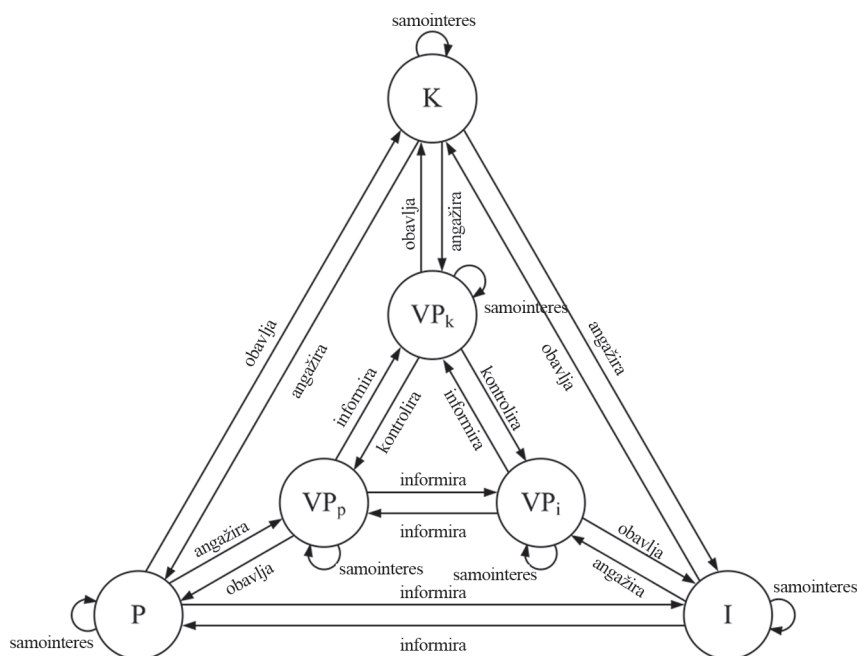 samointeres
K
obavlja
angažira
obavlja
angažira
obavlja
angažira
VPk
samointeres
informira
kontrolira
kontrolira
informira
VPp
informira
informira
VPi
samointeres
samointeres
angažira
obavlja
obavlja
angažira
samointeres
P
informira
informira
I
samointeres